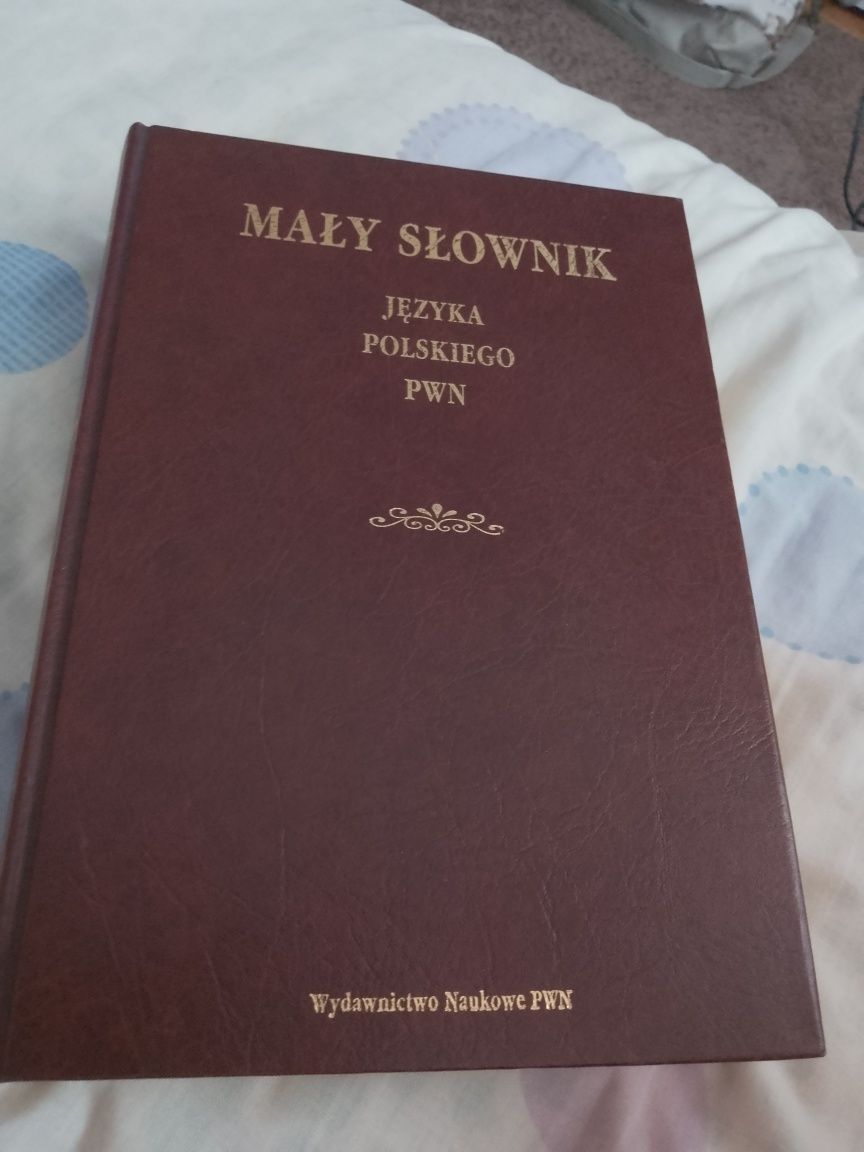 MAŁY SŁOWNIK
JĘZYKA
POLSKIEGO
PWN
Wydawnictwo Naukowe PWN